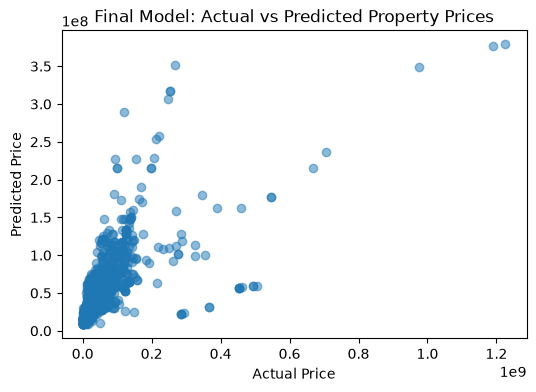 Final Model: Actual vs Predicted Property Prices
1e8
3.5
3.0
2.5
2.0
1.5
1.0
0.5
0.0
Predicted Price
0.0 0.2 0.4 0.6 0.8 1.0 1.2
1e9
Actual Price